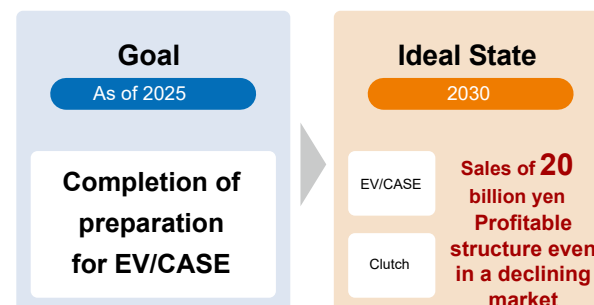 Goal
As of 2025
Completion of
preparation
for EV/CASE
Ideal State
2030
EV/CASE
Sales of 20
billion yen
Clutch
Profitable
structure even
in a declining
market